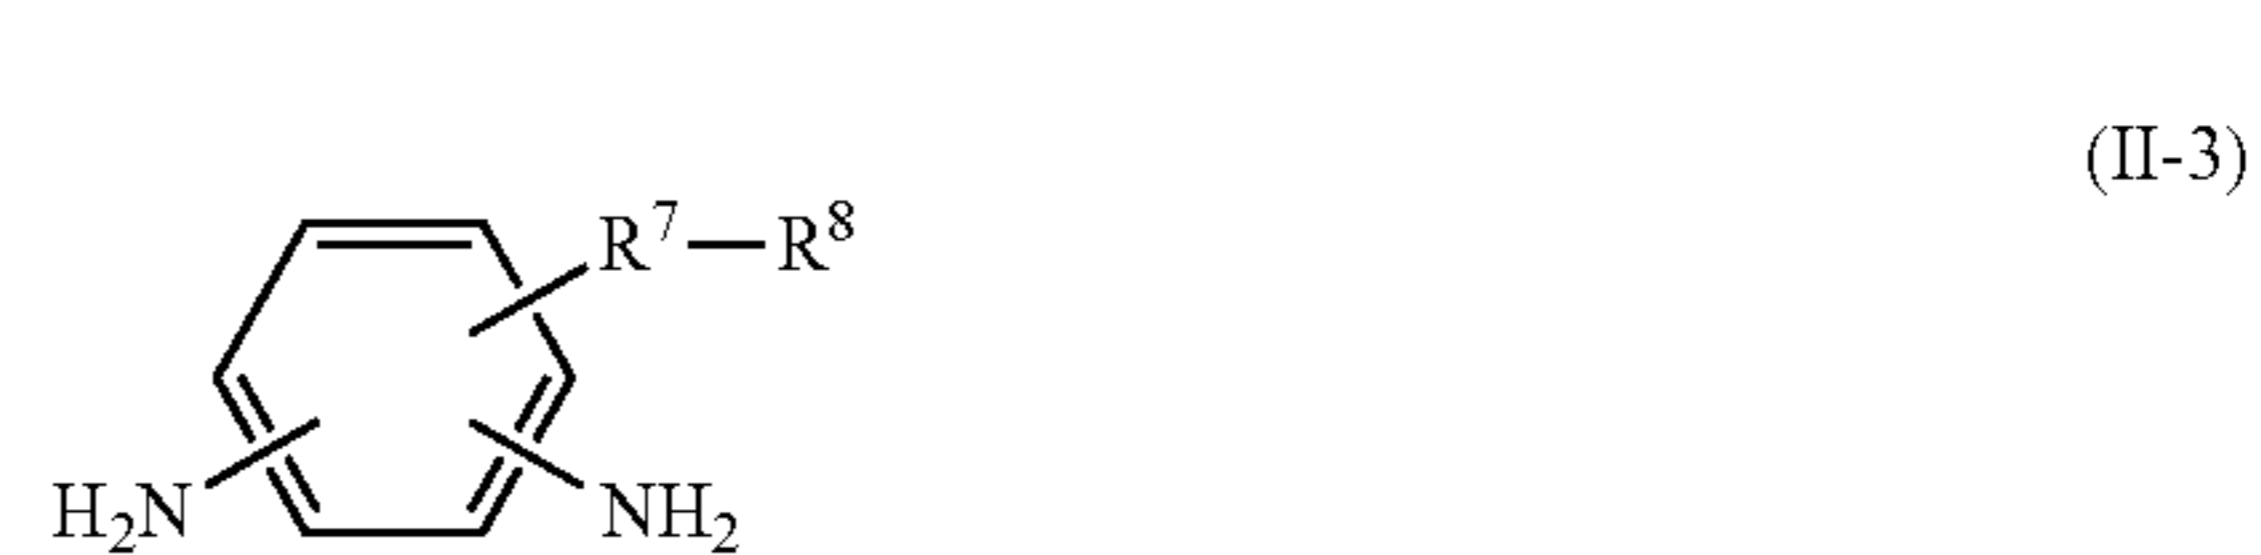 (II-3)
R⁷—R⁸
H₂N NH₂